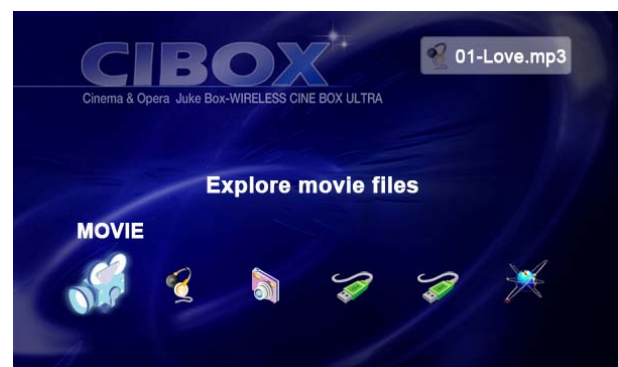 CIBOX
01-Love.mp3
Cinema & Opera Juke Box-WIRELESS CINE BOX ULTRA
Explore movie files
MOVIE